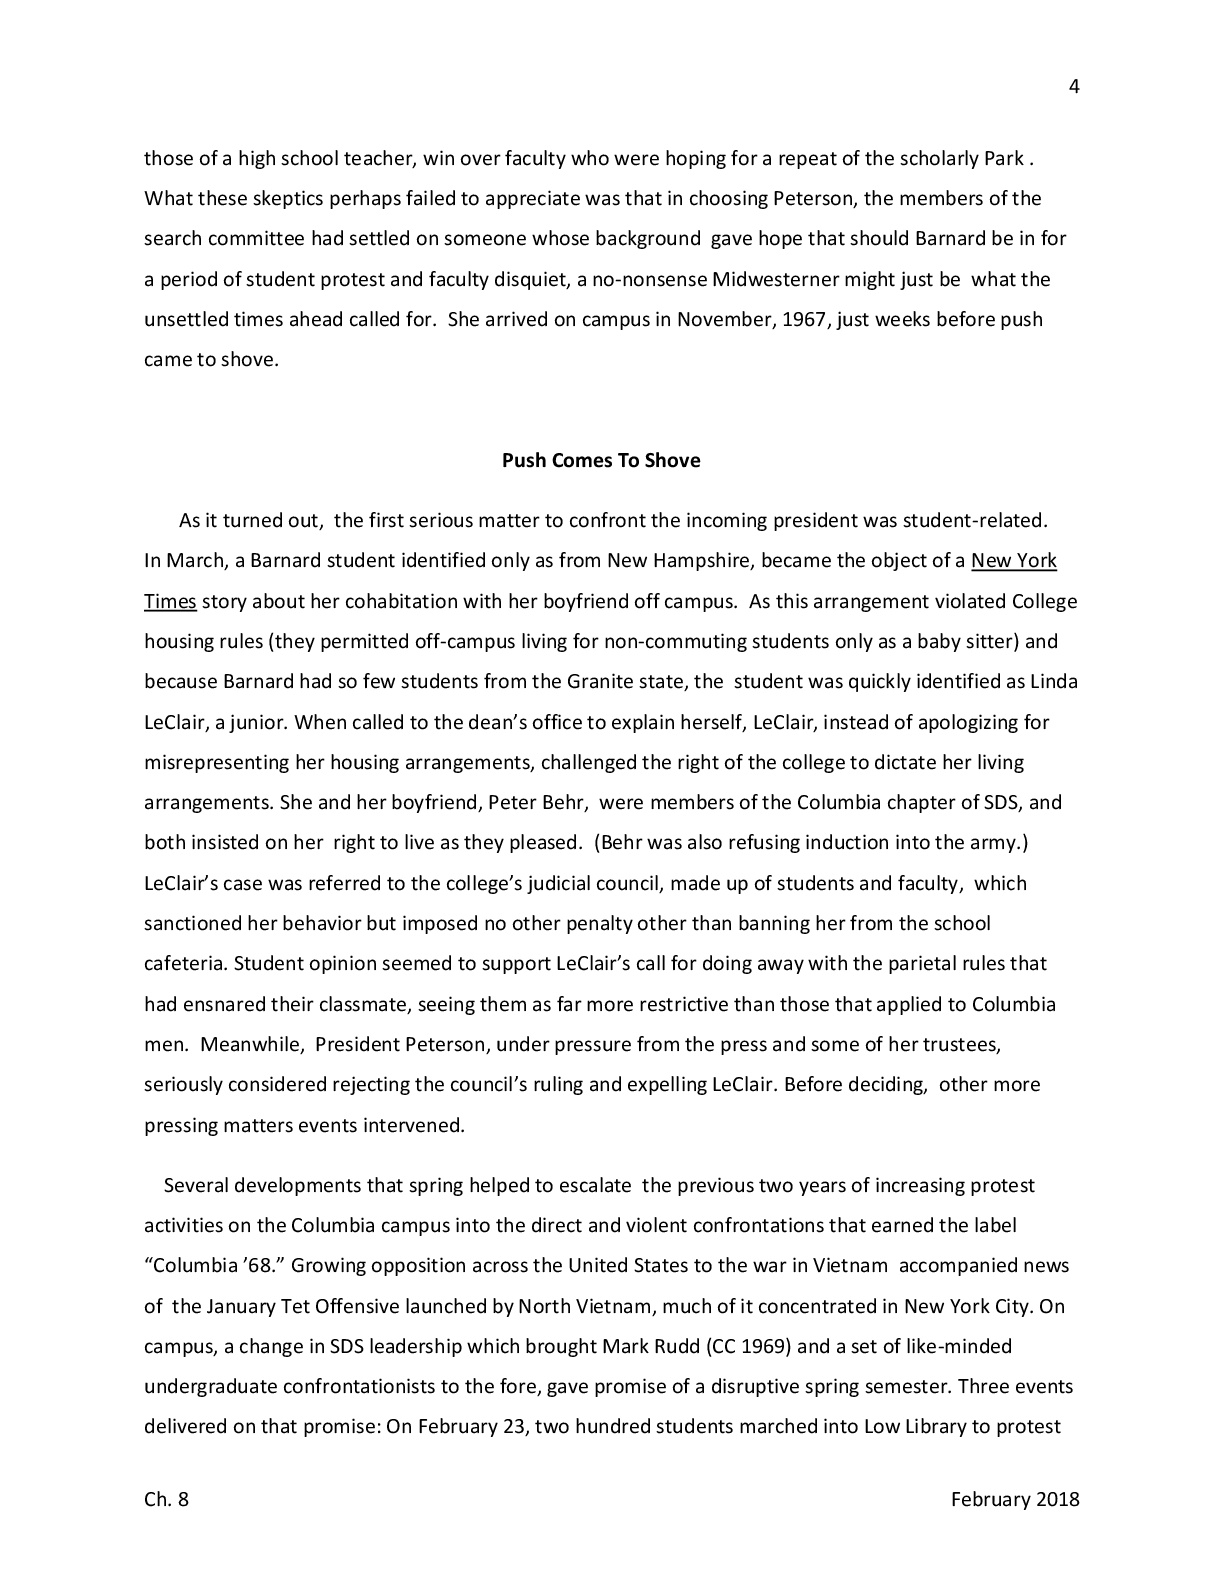 4
those of a high school teacher, win over faculty who were hoping for a repeat of the scholarly Park .
What these skeptics perhaps failed to appreciate was that in choosing Peterson, the members of the
search committee had settled on someone whose background  gave hope that should Barnard be in for
a period of student protest and faculty disquiet, a no-nonsense Midwesterner might just be  what the
unsettled times ahead called for.  She arrived on campus in November, 1967, just weeks before push
came to shove.
Push Comes To Shove
As it turned out,  the first serious matter to confront the incoming president was student-related.
In March, a Barnard student identified only as from New Hampshire, became the object of a New York
Times story about her cohabitation with her boyfriend off campus.  As this arrangement violated College
housing rules (they permitted off-campus living for non-commuting students only as a baby sitter) and
because Barnard had so few students from the Granite state, the  student was quickly identified as Linda
LeClair, a junior. When called to the dean’s office to explain herself, LeClair, instead of apologizing for
misrepresenting her housing arrangements, challenged the right of the college to dictate her living
arrangements. She and her boyfriend, Peter Behr,  were members of the Columbia chapter of SDS, and
both insisted on her  right to live as they pleased.  (Behr was also refusing induction into the army.)
LeClair’s case was referred to the college’s judicial council, made up of students and faculty,  which
sanctioned her behavior but imposed no other penalty other than banning her from the school
cafeteria. Student opinion seemed to support LeClair’s call for doing away with the parietal rules that
had ensnared their classmate, seeing them as far more restrictive than those that applied to Columbia
men.  Meanwhile,  President Peterson, under pressure from the press and some of her trustees,
seriously considered rejecting the council’s ruling and expelling LeClair. Before deciding,  other more
pressing matters events intervened.
Several developments that spring helped to escalate  the previous two years of increasing protest
activities on the Columbia campus into the direct and violent confrontations that earned the label
“Columbia ’68.” Growing opposition across the United States to the war in Vietnam  accompanied news
of  the January Tet Offensive launched by North Vietnam, much of it concentrated in New York City. On
campus, a change in SDS leadership which brought Mark Rudd (CC 1969) and a set of like-minded
undergraduate confrontationists to the fore, gave promise of a disruptive spring semester. Three events
delivered on that promise: On February 23, two hundred students marched into Low Library to protest
Ch. 8
February 2018